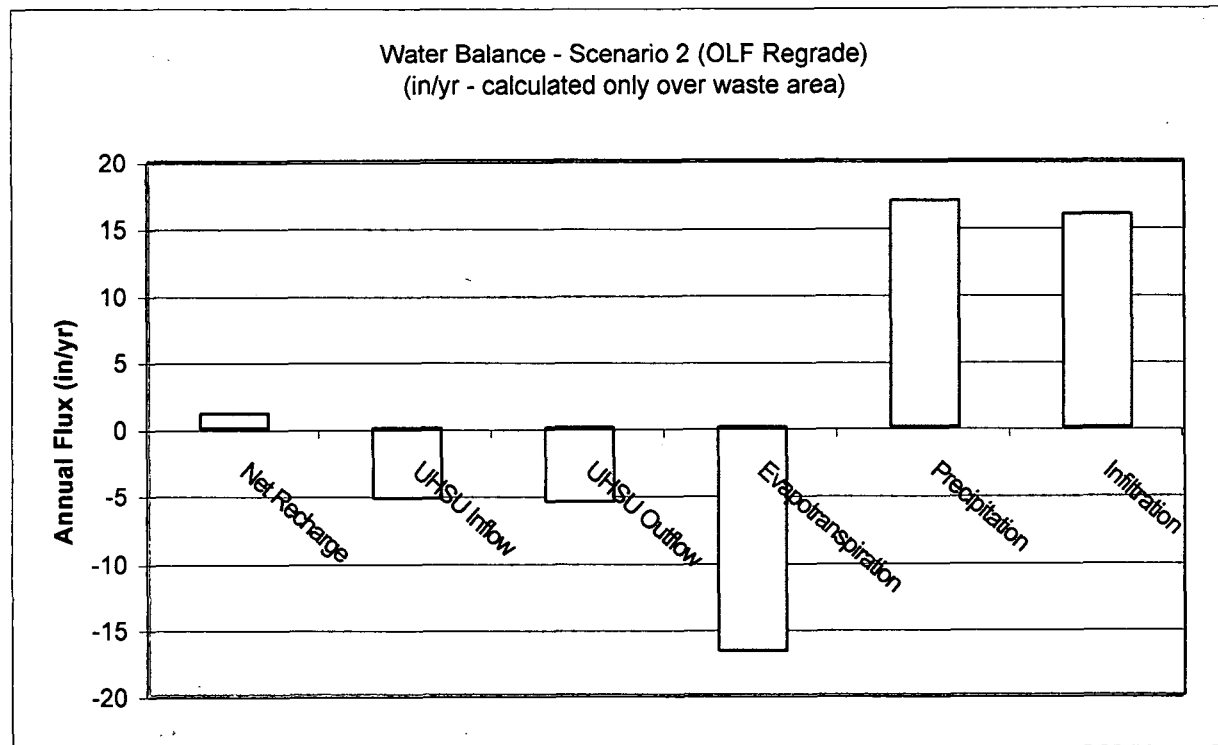 Water Balance - Scenario 2 (OLF Regrade)
(in/yr - calculated only over waste area)
Annual Flux (in/yr)
20
15
10
5
0
-5
-10
-15
-20
Net Recharge
UHSU Inflow
UHSU Outflow
Evapotranspiration
Precipitation
Infiltration